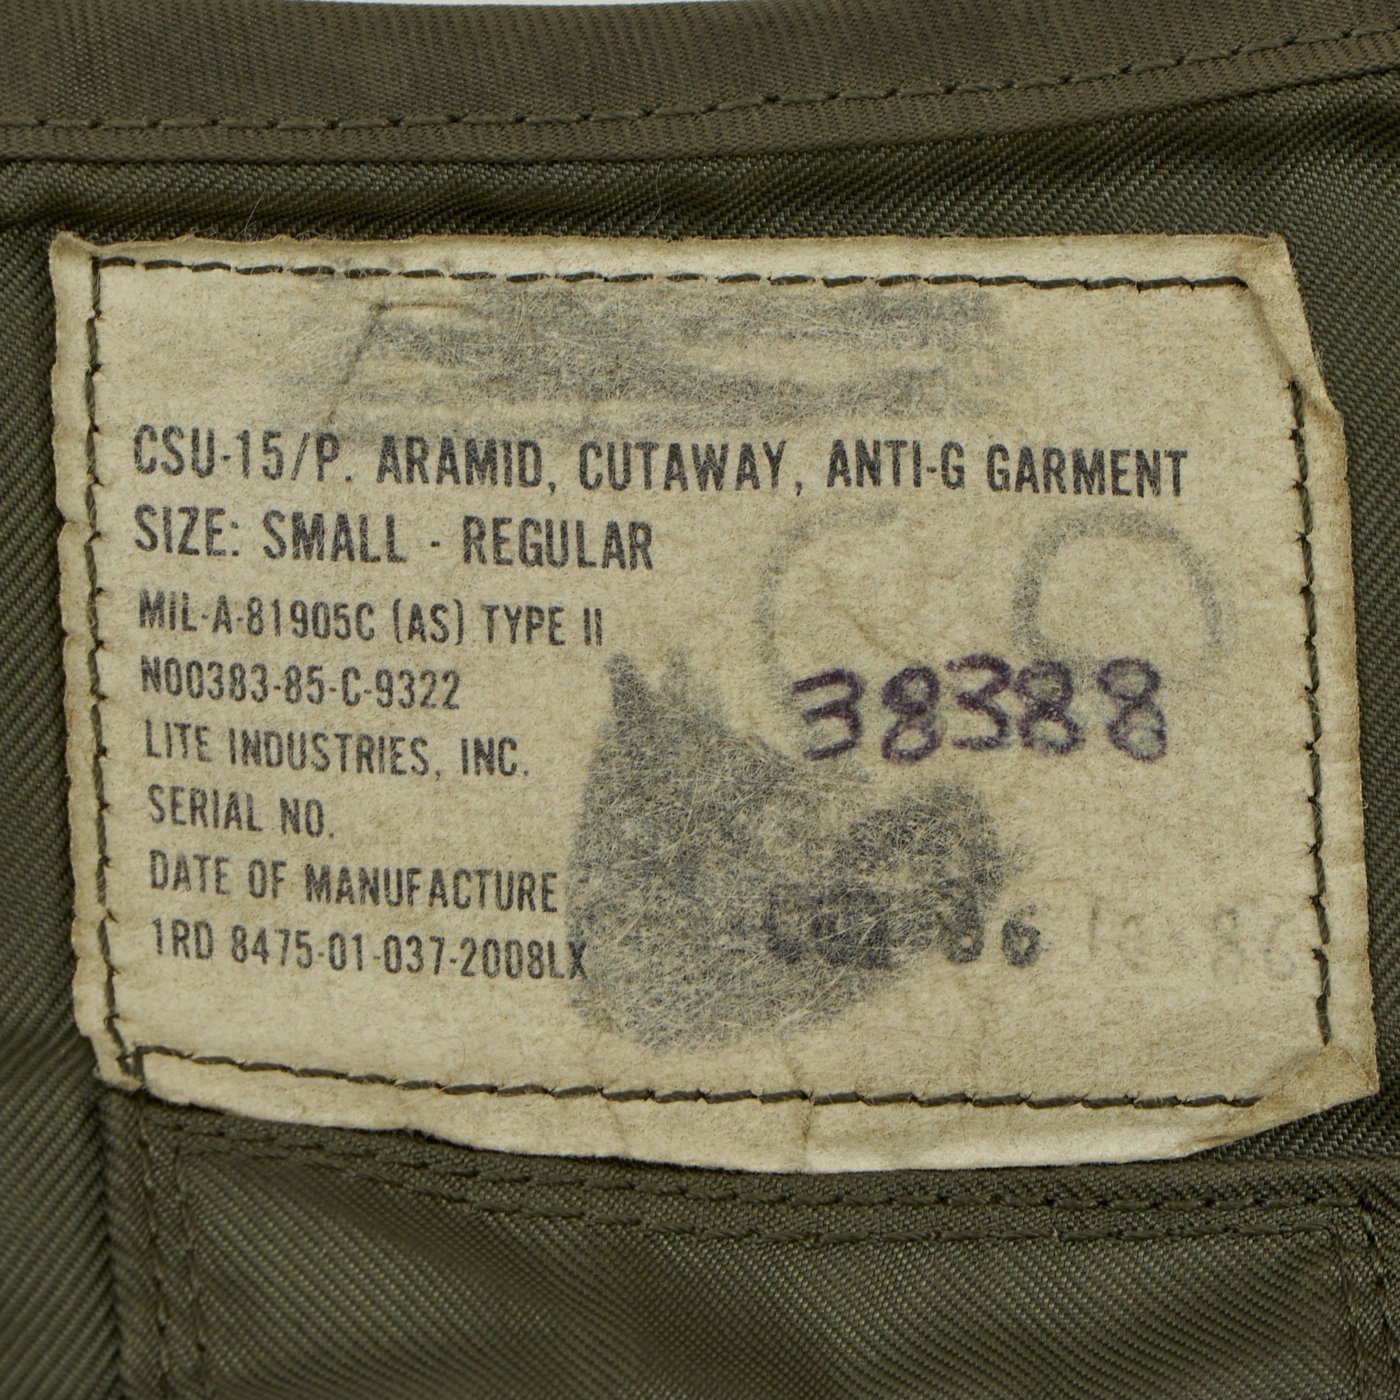 CSU-15/P. ARAMID, CUTAWAY, ANTI-G GARMENT
SIZE: SMALL - REGULAR
MIL-A-81905C (AS) TYPE II
N00383-85-C-9322
LITE INDUSTRIES, INC.
SERIAL NO. 38388
DATE OF MANUFACTURE
1RD 8475-01-037-2008LX